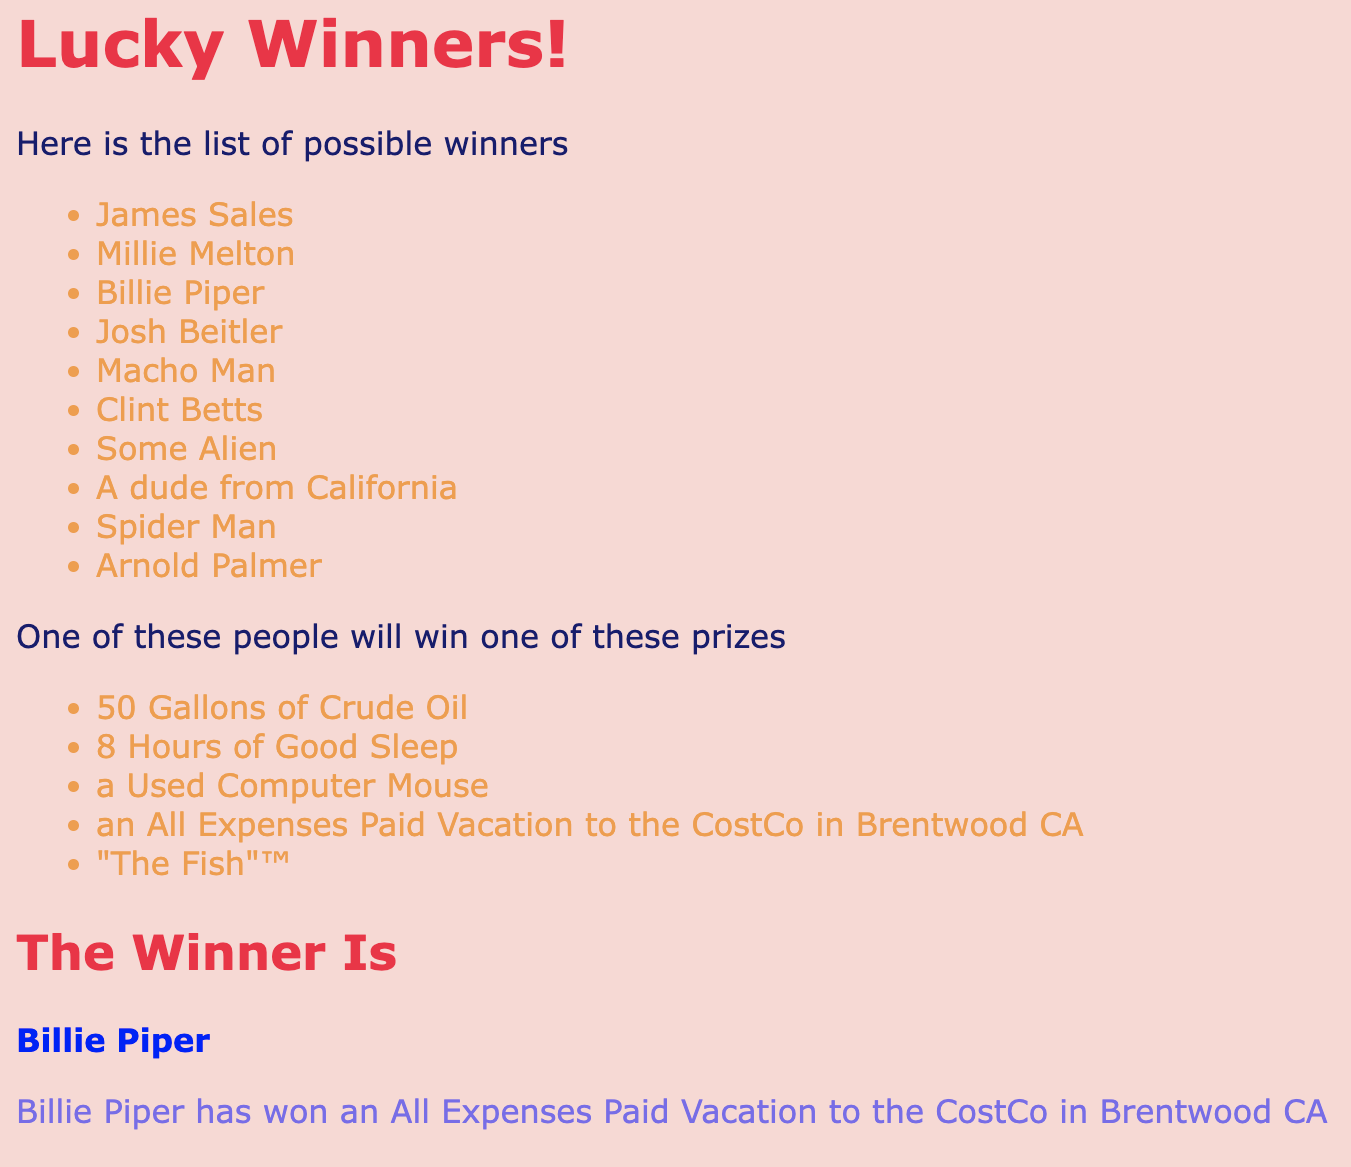 Lucky Winners!
Here is the list of possible winners
• James Sales
• Millie Melton
• Billie Piper
• Josh Beitler
• Macho Man
• Clint Betts
• Some Alien
• A dude from California
• Spider Man
• Arnold Palmer
One of these people will win one of these prizes
• 50 Gallons of Crude Oil
• 8 Hours of Good Sleep
• a Used Computer Mouse
• an All Expenses Paid Vacation to the CostCo in Brentwood CA
• "The Fish"™
The Winner Is
Billie Piper
Billie Piper has won an All Expenses Paid Vacation to the CostCo in Brentwood CA